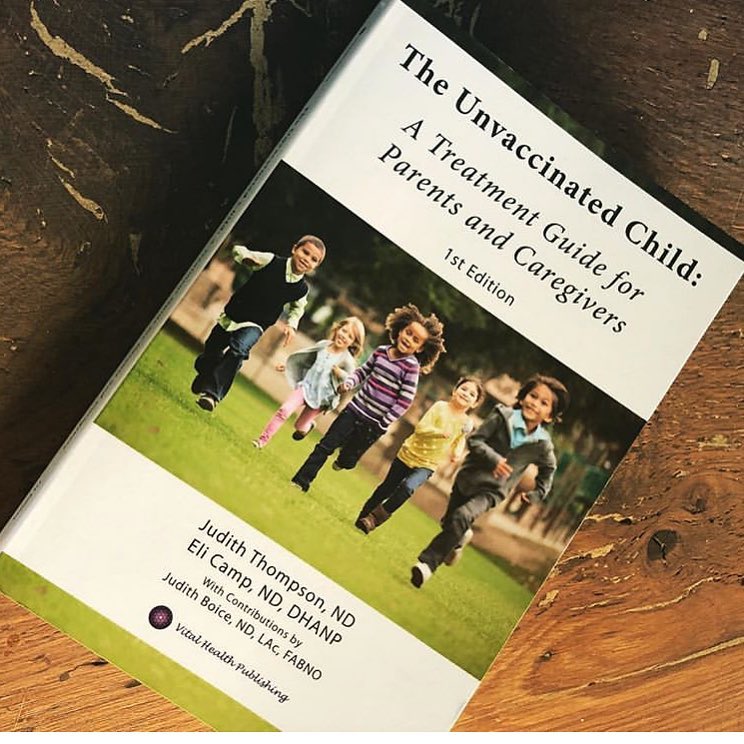 The Unvaccinated Child:
A Treatment Guide for
Parents and Caregivers
1st Edition
Judith Thompson, ND
Eli Camp, ND, DHANP
With Contributions by
Judith Boice, ND, LAc, FABNO
Vital Health Publishing